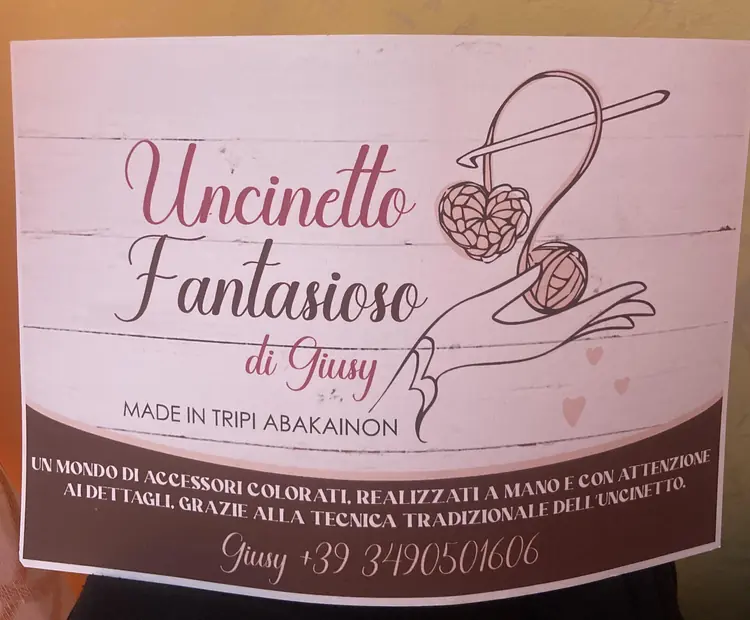 Uncinetto
Fantasioso
di Giusy
MADE IN TRIPI ABAKAINON
UN MONDO DI ACCESSORI COLORATI, REALIZZATI A MANO E CON ATTENZIONE
AI DETTAGLI, GRAZIE ALLA TECNICA TRADIZIONALE DELL'UNCINETTO.
Giusy +39 3490501606